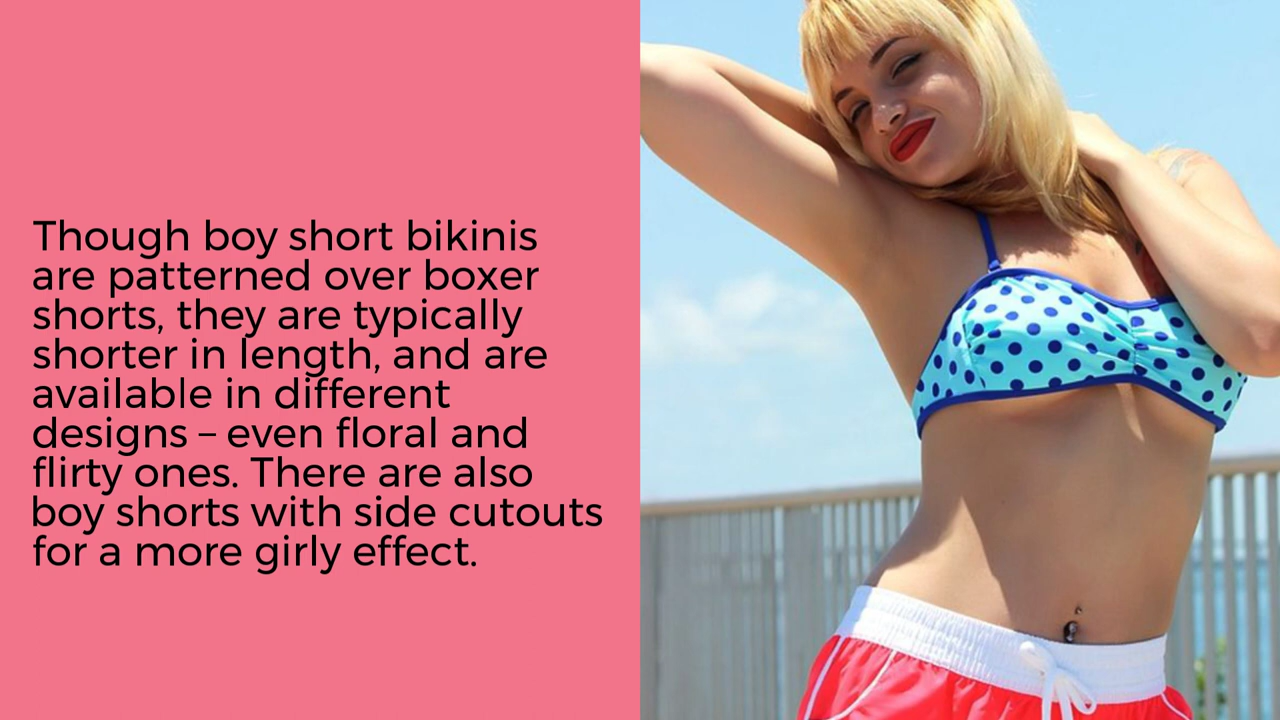 Though boy short bikinis
are patterned over boxer
shorts, they are typically
shorter in length, and are
available in different
designs – even floral and
flirty ones. There are also
boy shorts with side cutouts
for a more girly effect.